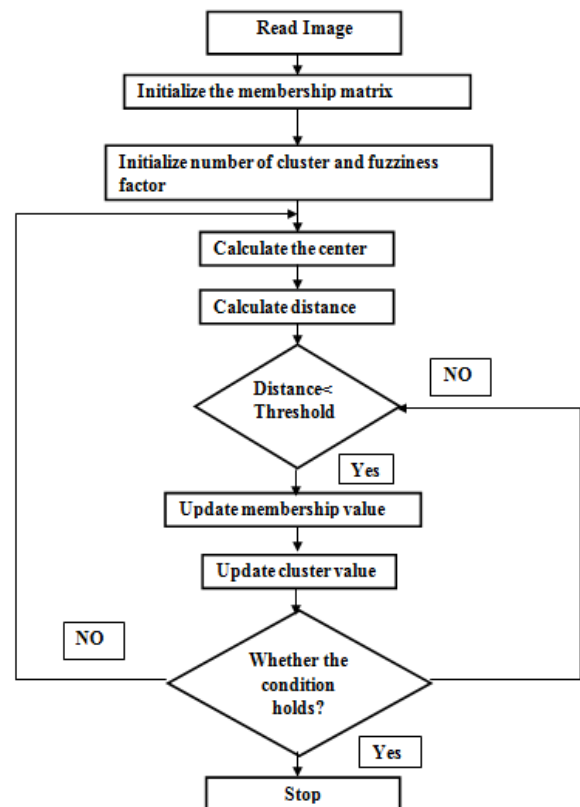 Read Image
Initialize the membership matrix
Initialize number of cluster and fuzziness
factor
Calculate the center
Calculate distance
Distance<
Threshold
NO
Yes
Update membership value
Update cluster value
NO
Whether the
condition
holds?
Yes
Stop